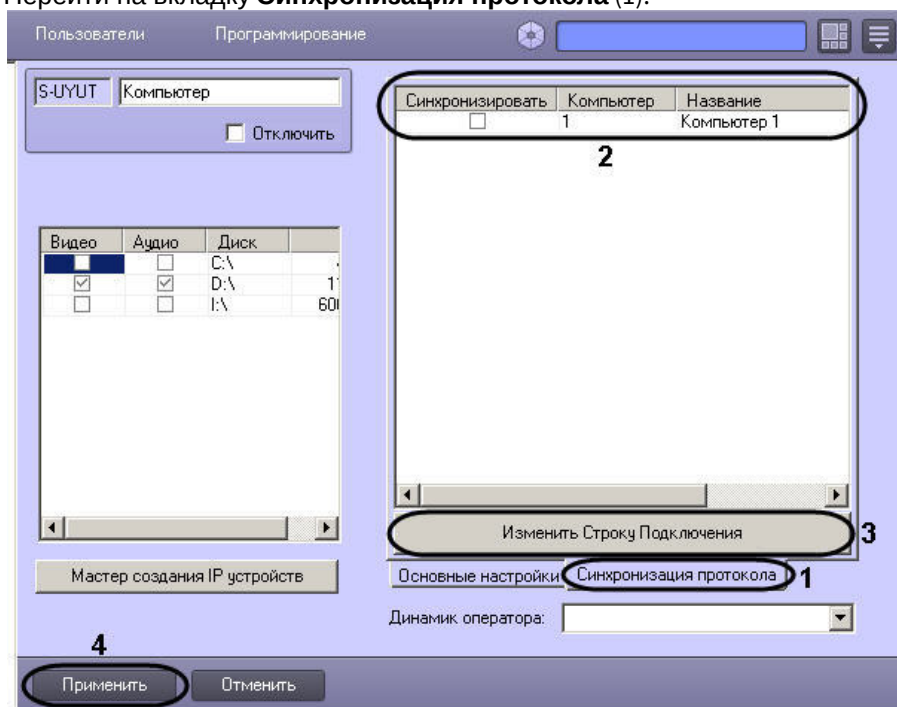 Перейти на вкладку Синхронизация протокола (1).
Пользователи Программирование
S-UYUT Компьютер
Отключить
Синхронизировать Компьютер Название
1 Компьютер 1
2
Видео Аудио Диск
C:\
D:\ 1
I:\ 60
Изменить Строку Подключения 3
Мастер создания IP устройств
Основные настройки Синхронизация протокола 1
Динамик оператора:
4
Применить Отменить